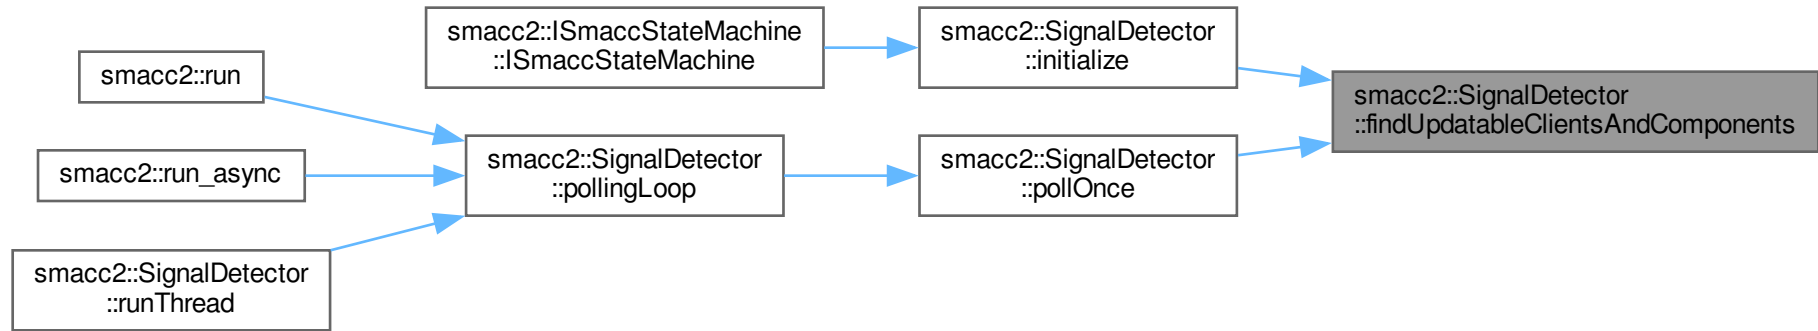 smacc2::run
smacc2::run_async
smacc2::SignalDetector
::runThread
smacc2::ISmaccStateMachine
::ISmaccStateMachine
smacc2::SignalDetector
::pollingLoop
smacc2::SignalDetector
::initialize
smacc2::SignalDetector
::pollOnce
smacc2::SignalDetector
::findUpdatableClientsAndComponents